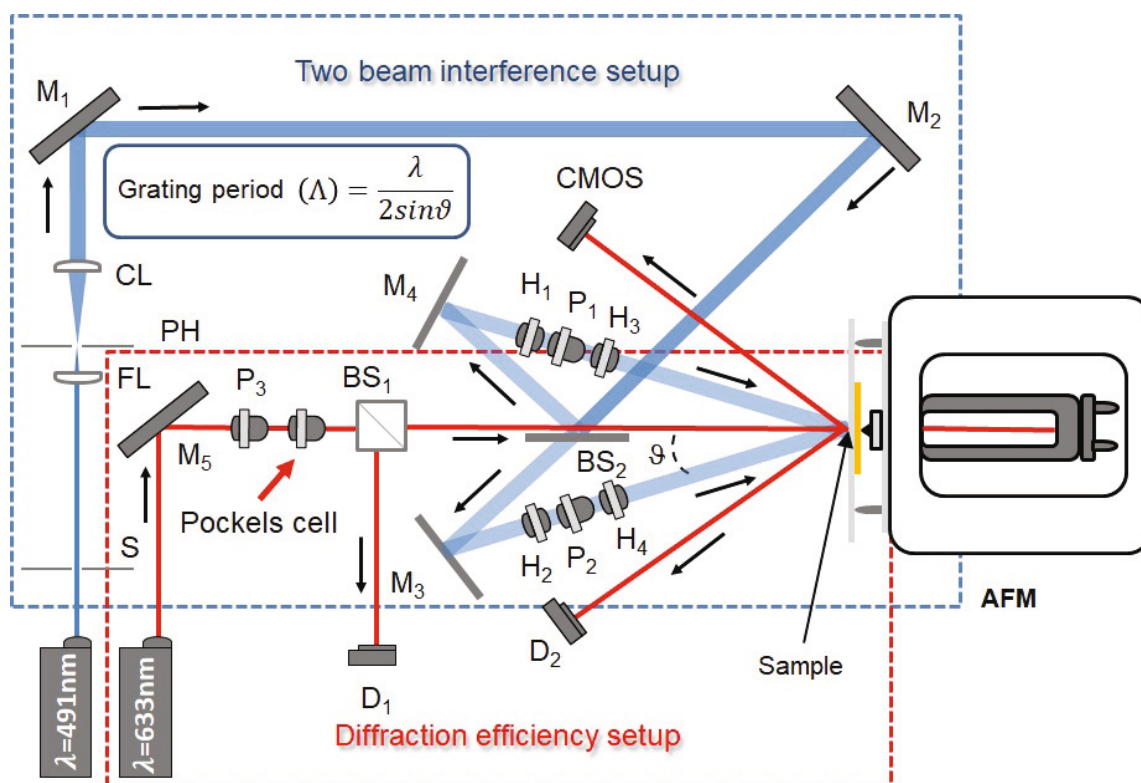 Two beam interference setup
M1
M2
Grating period (Λ) = λ / 2sinϑ
CMOS
CL
M4
H1
P1
H3
PH
FL
P3
BS1
M5
BS2
ϑ
Pockels cell
S
H2
P2
H4
M3
AFM
D2
Sample
D1
Diffraction efficiency setup
λ=491nm
λ=633nm